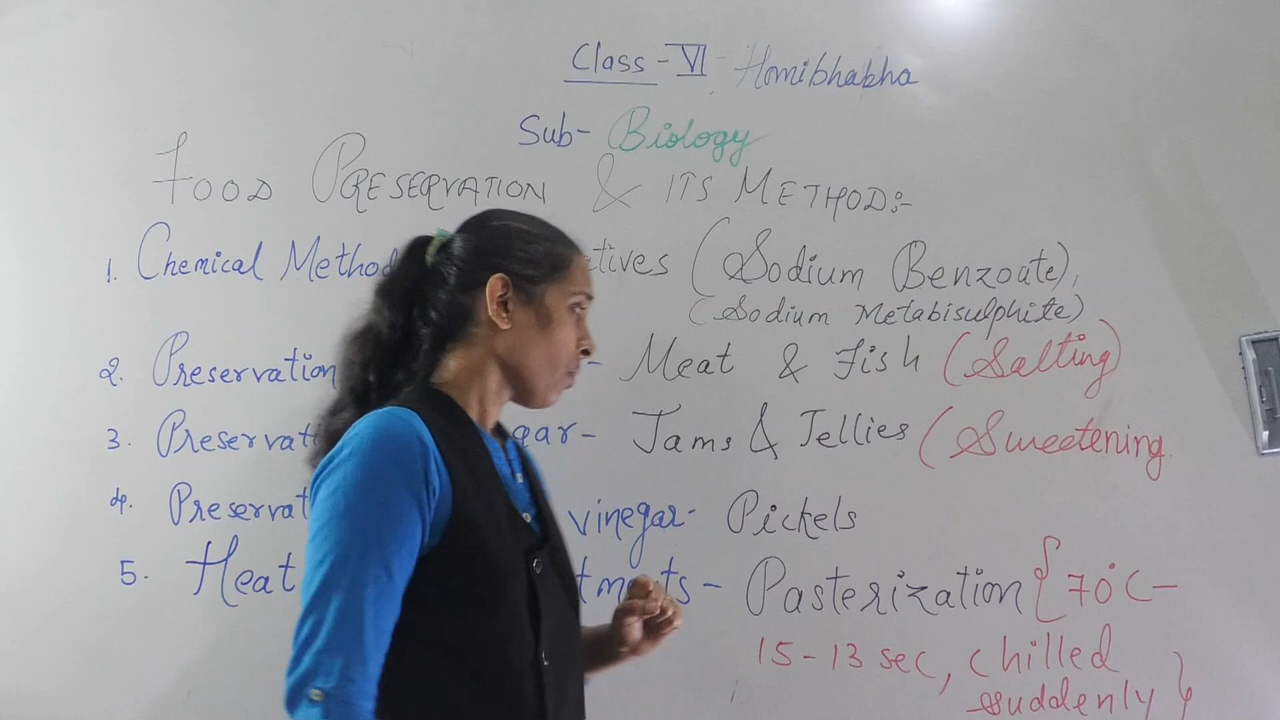 Class - VI Homibhabha
Sub- Biology
FOOD PRESERVATION & ITS METHOD:-
1. Chemical Method atives (Sodium Benzoate),
(Sodium Metabisulphite)
2. Preservation - Meat & Fish (Salting)
3. Preservat gar- Jams & Jellies (Sweetening
4. Preservat vinegar- Pickels
5. Heat tments - Pasterization {70°C-
15-13 sec, chilled
suddenly}